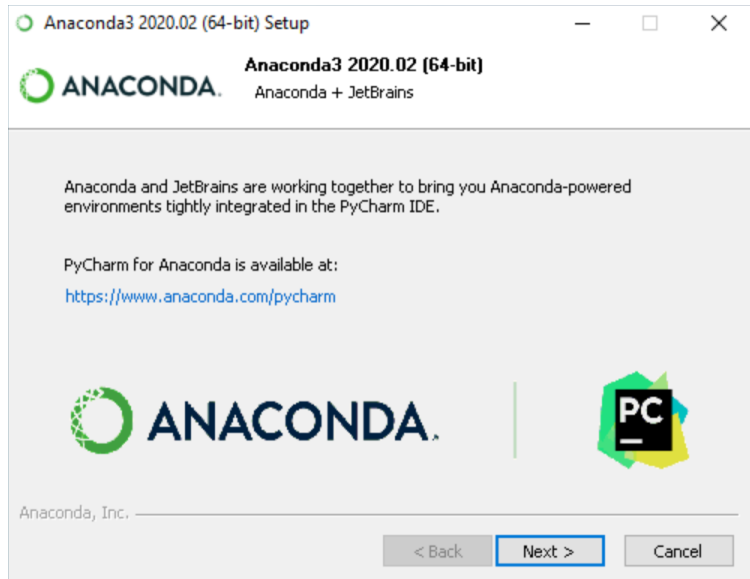 Anaconda3 2020.02 (64-bit) Setup
ANACONDA.
Anaconda3 2020.02 (64-bit)
Anaconda + JetBrains
Anaconda and JetBrains are working together to bring you Anaconda-powered
environments tightly integrated in the PyCharm IDE.
PyCharm for Anaconda is available at:
https://www.anaconda.com/pycharm
ANACONDA.
PC
Anaconda, Inc.
< Back
Next >
Cancel